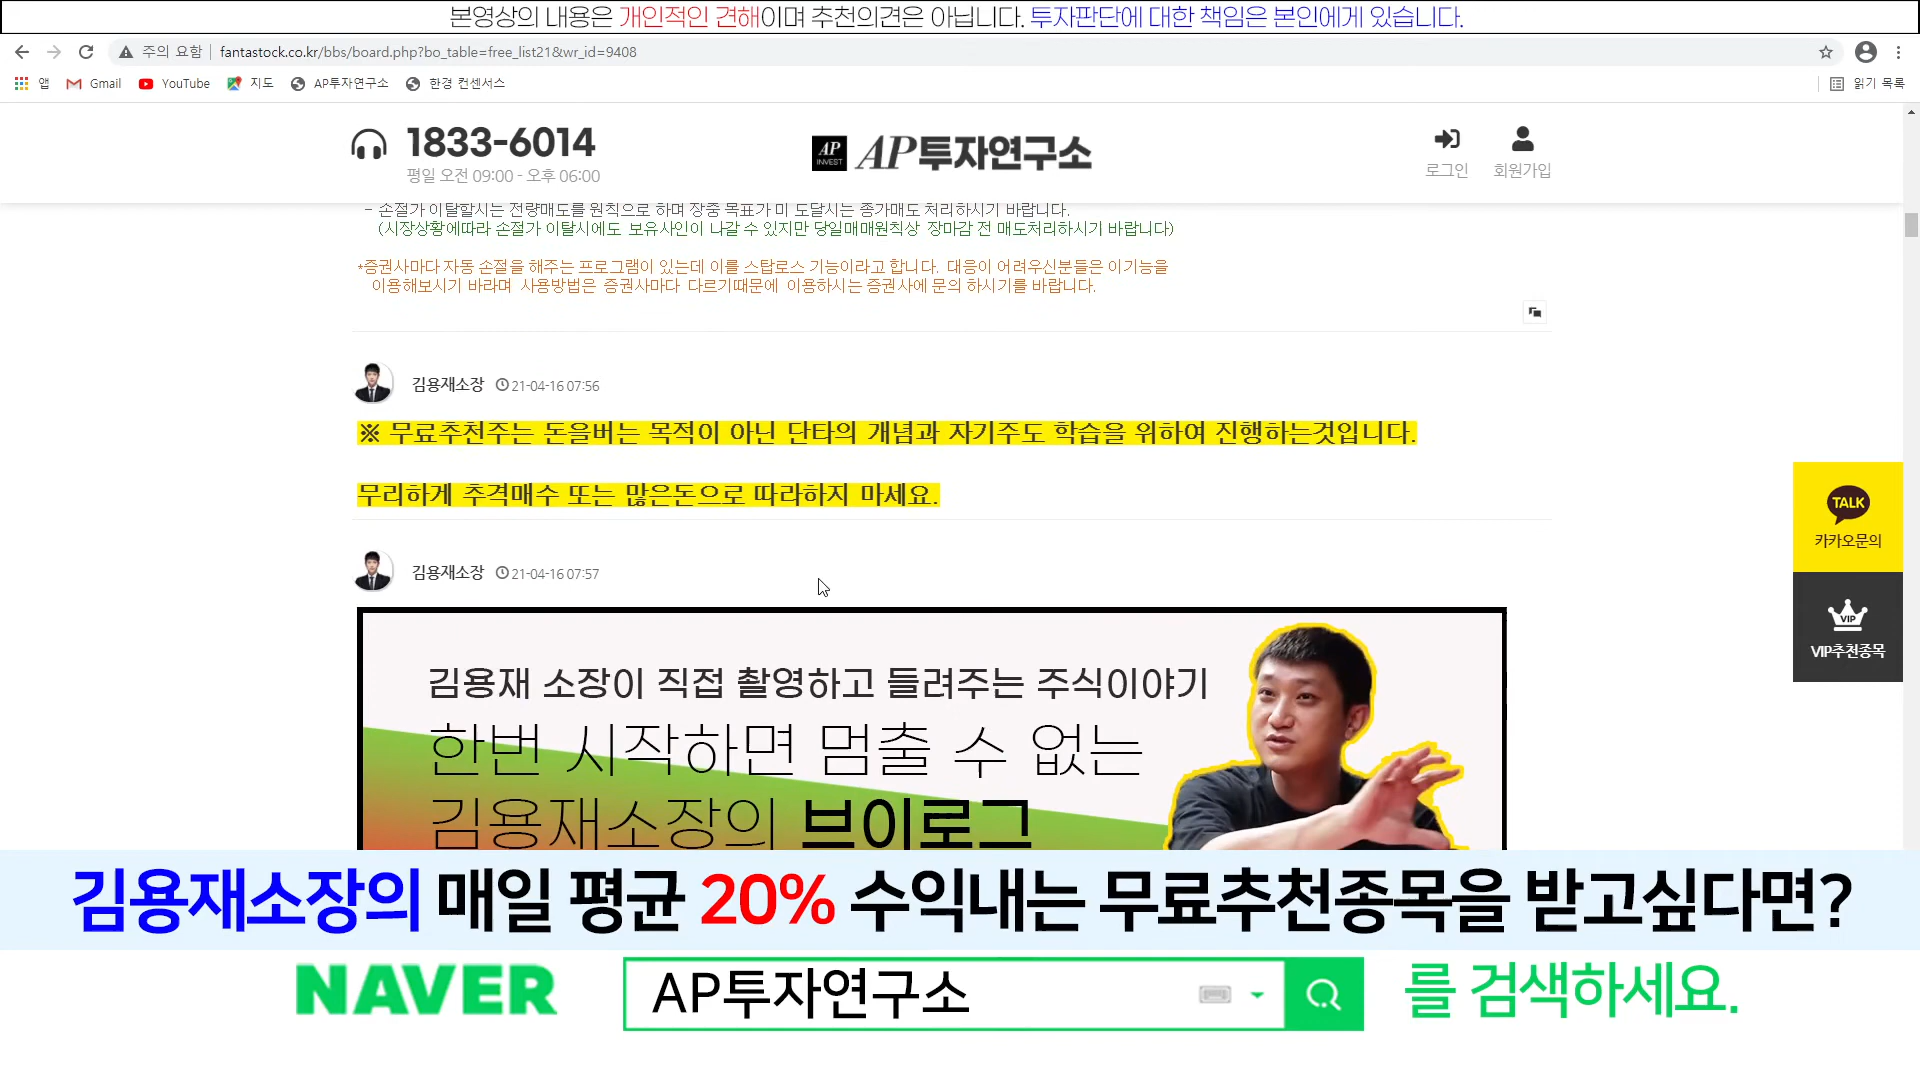 본영상의 내용은 개인적인 견해이며 추천의견은 아닙니다. 투자판단에 대한 책임은 본인에게 있습니다.
주의 요함 fantastock.co.kr/bbs/board.php?bo_table=free_list21&wr_id=9408
앱 Gmail YouTube 지도 AP투자연구소 한경 컨센서스 읽기 목록
1833-6014
평일 오전 09:00 - 오후 06:00
AP INVEST AP투자연구소
로그인 회원가입
- 손절가 이탈할시는 전량매도를 원칙으로 하며 장중 목표가 미 도달시는 종가매도 처리하시기 바랍니다.
(시장상황에따라 손절가 이탈시에도 보유사인이 나갈 수 있지만 당일매매원칙상 장마감 전 매도처리하시기 바랍니다)
*증권사마다 자동 손절을 해주는 프로그램이 있는데 이를 스탑로스 기능이라고 합니다. 대응이 어려우신분들은 이기능을
이용해보시기 바라며 사용방법은 증권사마다 다르기때문에 이용하시는 증권사에 문의 하시기를 바랍니다.
김용재소장 21-04-16 07:56
※ 무료추천주는 돈을버는 목적이 아닌 단타의 개념과 자기주도 학습을 위하여 진행하는것입니다.
무리하게 추격매수 또는 많은돈으로 따라하지 마세요.
TALK
카카오문의
VIP
VIP추천종목
김용재소장 21-04-16 07:57
김용재 소장이 직접 촬영하고 들려주는 주식이야기
한번 시작하면 멈출 수 없는
김용재소장의 브이로그
김용재소장의 매일 평균 20% 수익내는 무료추천종목을 받고싶다면?
NAVER AP투자연구소 를 검색하세요.